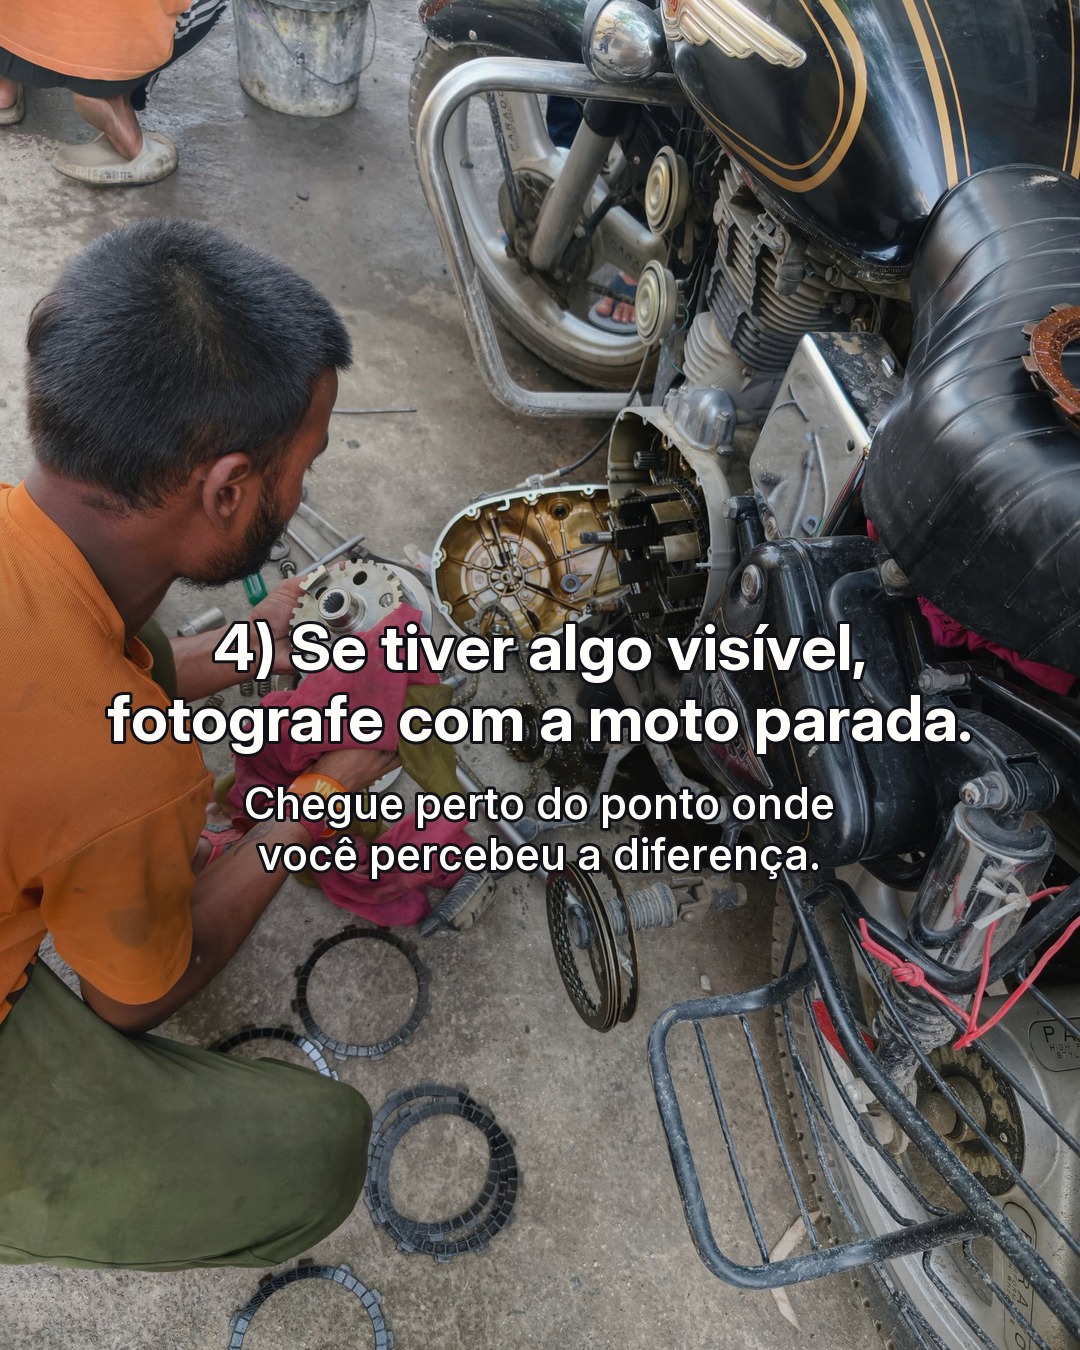 4) Se tiver algo visível,
fotografe com a moto parada.
Chegue perto do ponto onde
você percebeu a diferença.